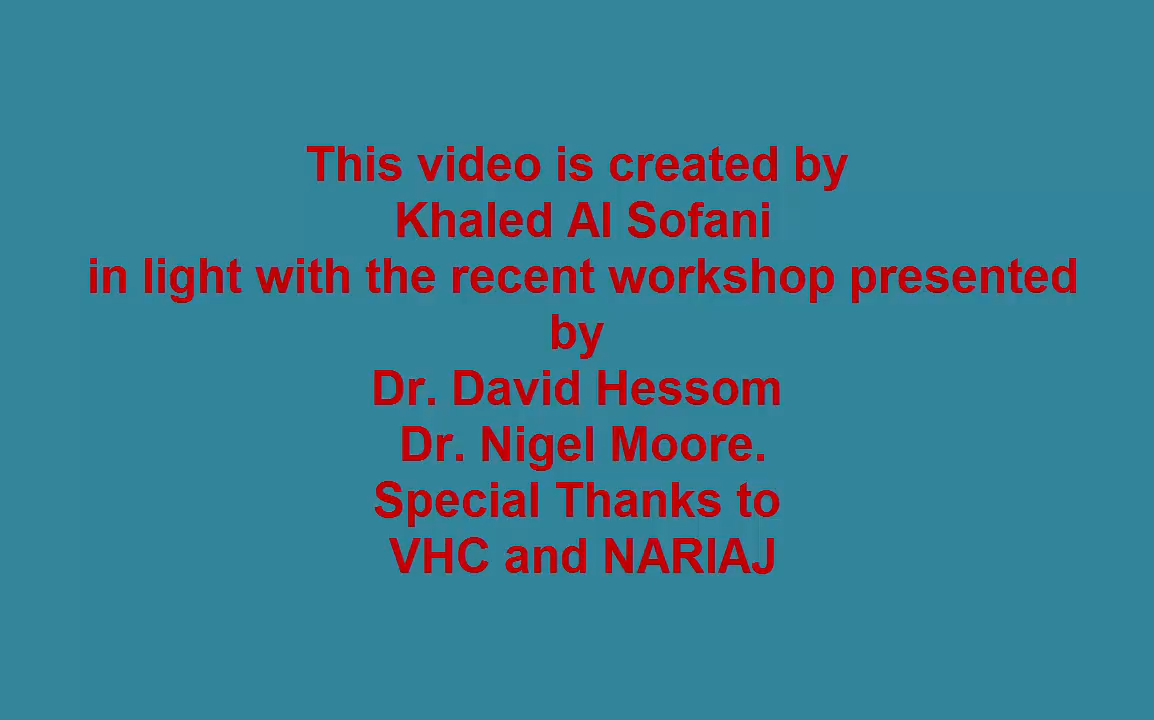 This video is created by
Khaled Al Sofani
in light with the recent workshop presented
by
Dr. David Hessom
Dr. Nigel Moore.
Special Thanks to
VHC and NARIAJ